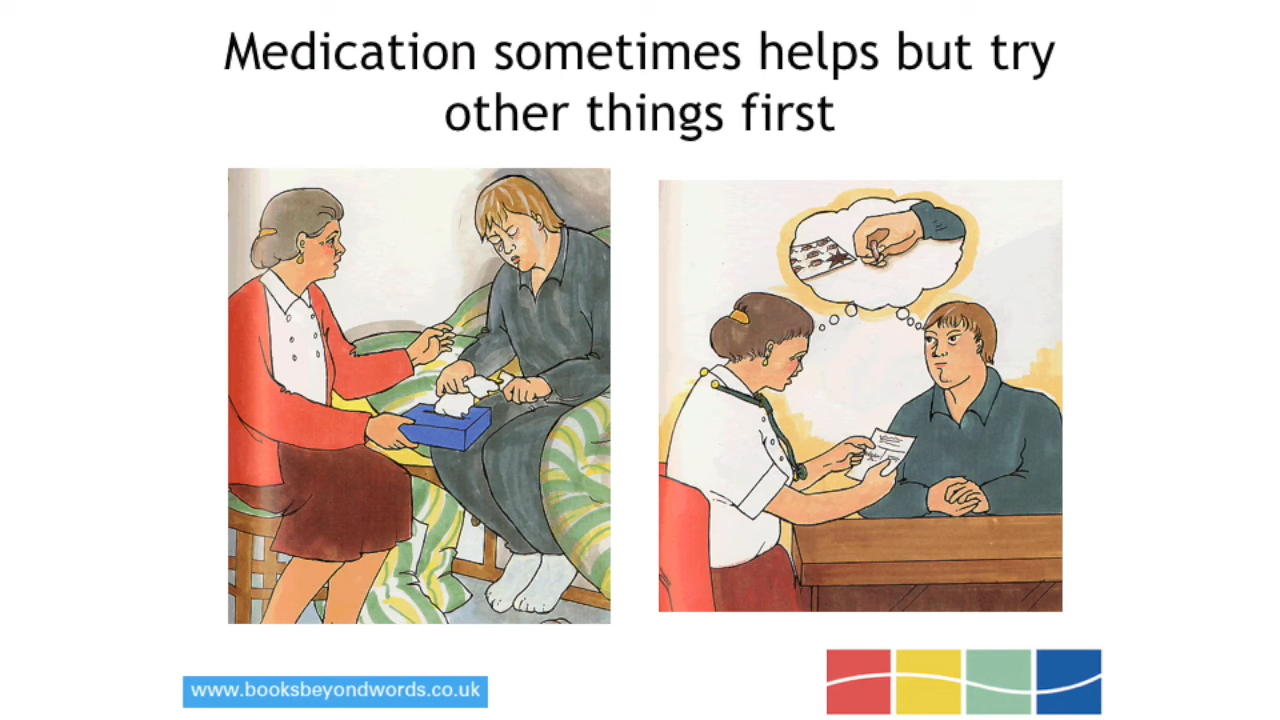 Medication sometimes helps but try
other things first
www.booksbeyondwords.co.uk